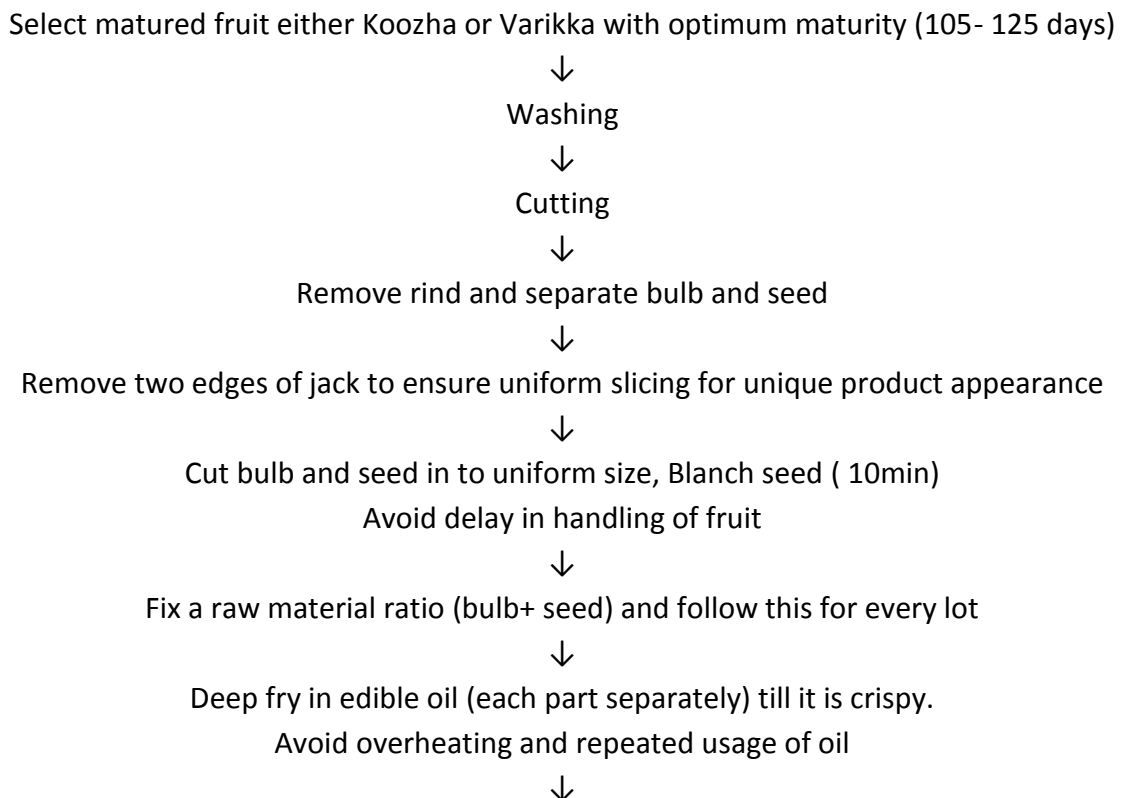 Select matured fruit either Koozha or Varikka with optimum maturity (105- 125 days)
↓
Washing
↓
Cutting
↓
Remove rind and separate bulb and seed
↓
Remove two edges of jack to ensure uniform slicing for unique product appearance
↓
Cut bulb and seed in to uniform size, Blanch seed ( 10min)
Avoid delay in handling of fruit
↓
Fix a raw material ratio (bulb+ seed) and follow this for every lot
↓
Deep fry in edible oil (each part separately) till it is crispy.
Avoid overheating and repeated usage of oil
↓